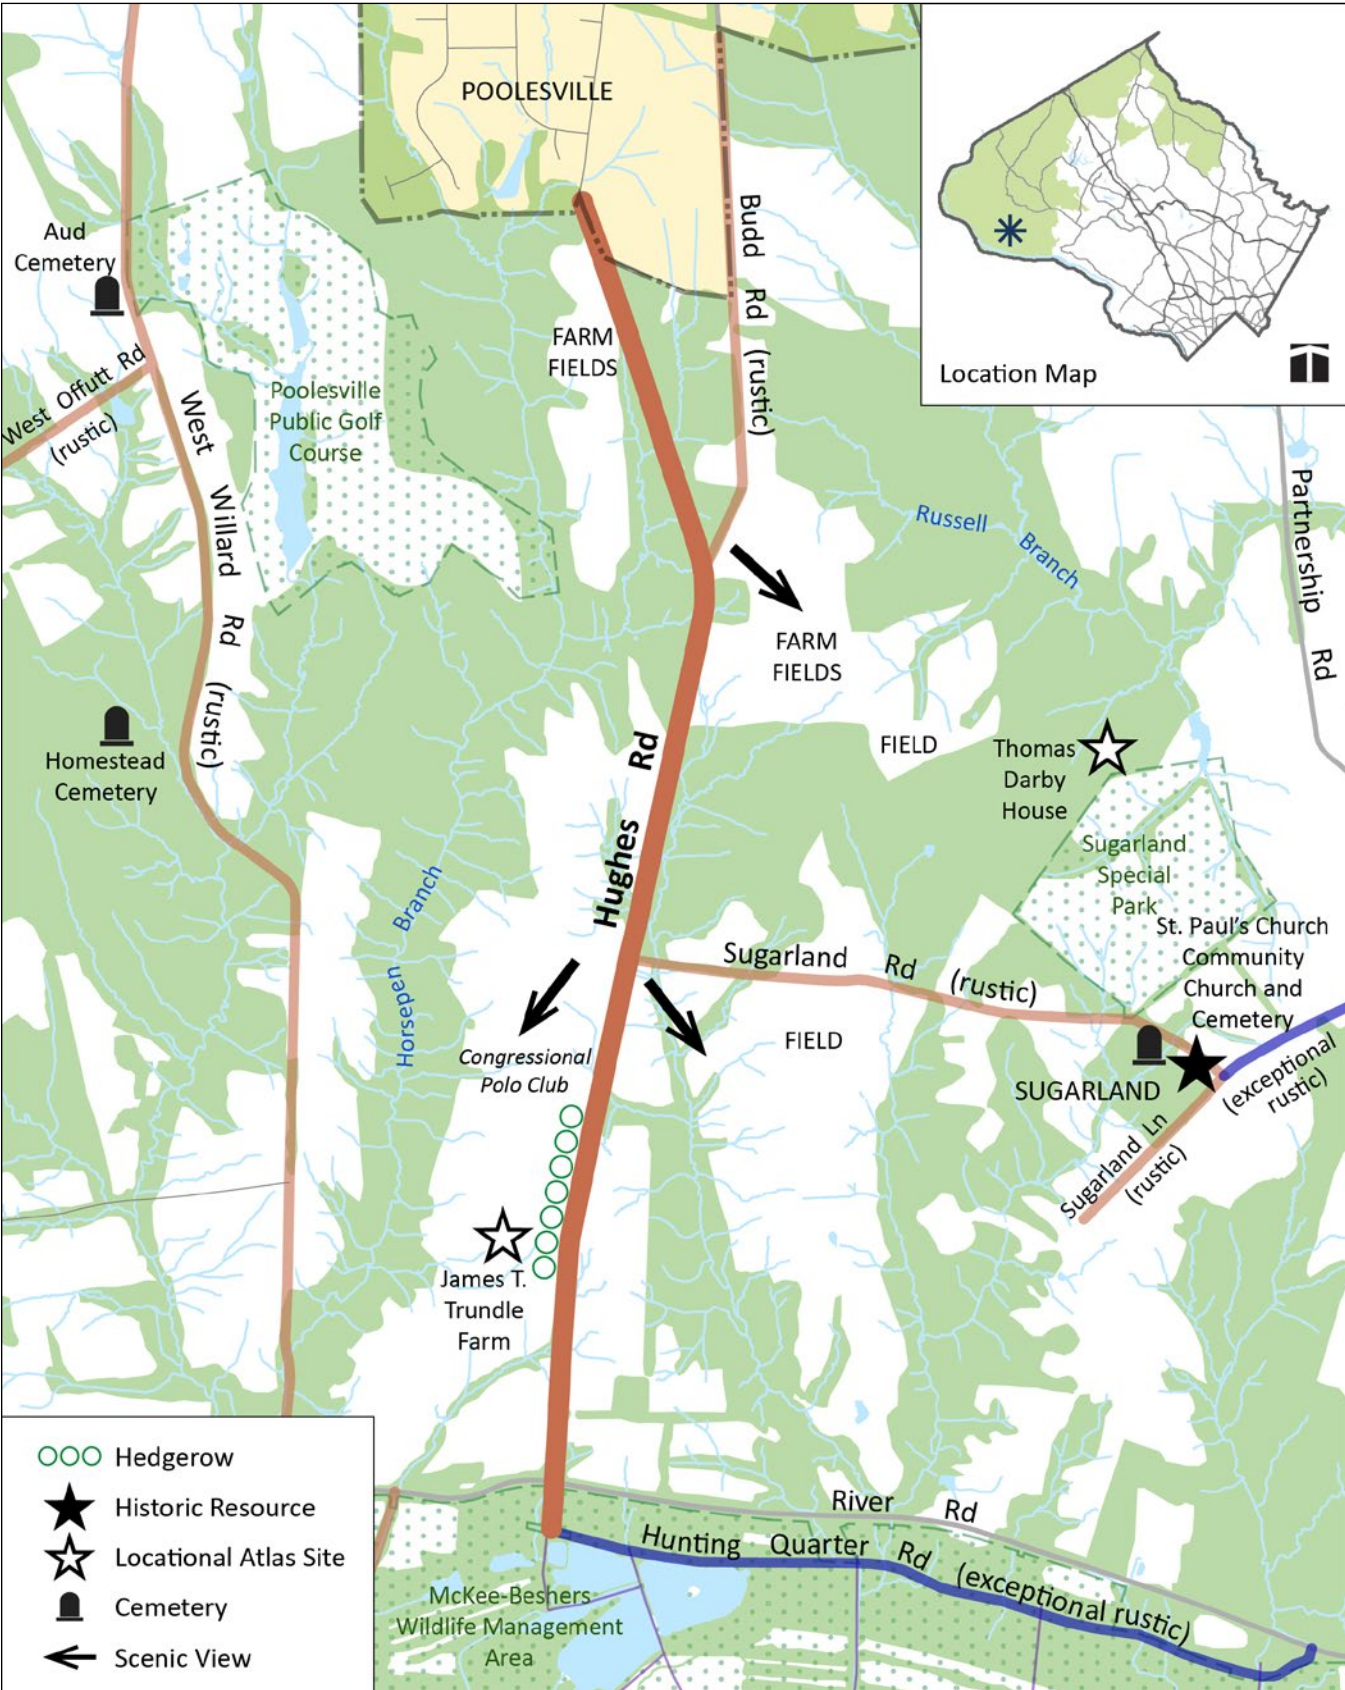 POOLESVILLE
Budd Rd (rustic)
Location Map
Aud
Cemetery
FARM
FIELDS
West Offutt Rd
(rustic)
Poolesville
Public Golf
Course
West Willard Rd (rustic)
Russell Branch
Partnership Rd
FARM
FIELDS
FIELD
Thomas
Darby
House
Homestead
Cemetery
Hughes Rd
Sugarland
Special
Park
Horsepen Branch
St. Paul's Church
Community
Church and
Cemetery
Sugarland Rd (rustic)
FIELD
Congressional
Polo Club
SUGARLAND
(exceptional
rustic)
Sugarland Ln
(rustic)
James T.
Trundle
Farm
Hedgerow
Historic Resource
Locational Atlas Site
Cemetery
Scenic View
River Rd
Hunting Quarter Rd (exceptional rustic)
McKee-Beshers
Wildlife Management
Area